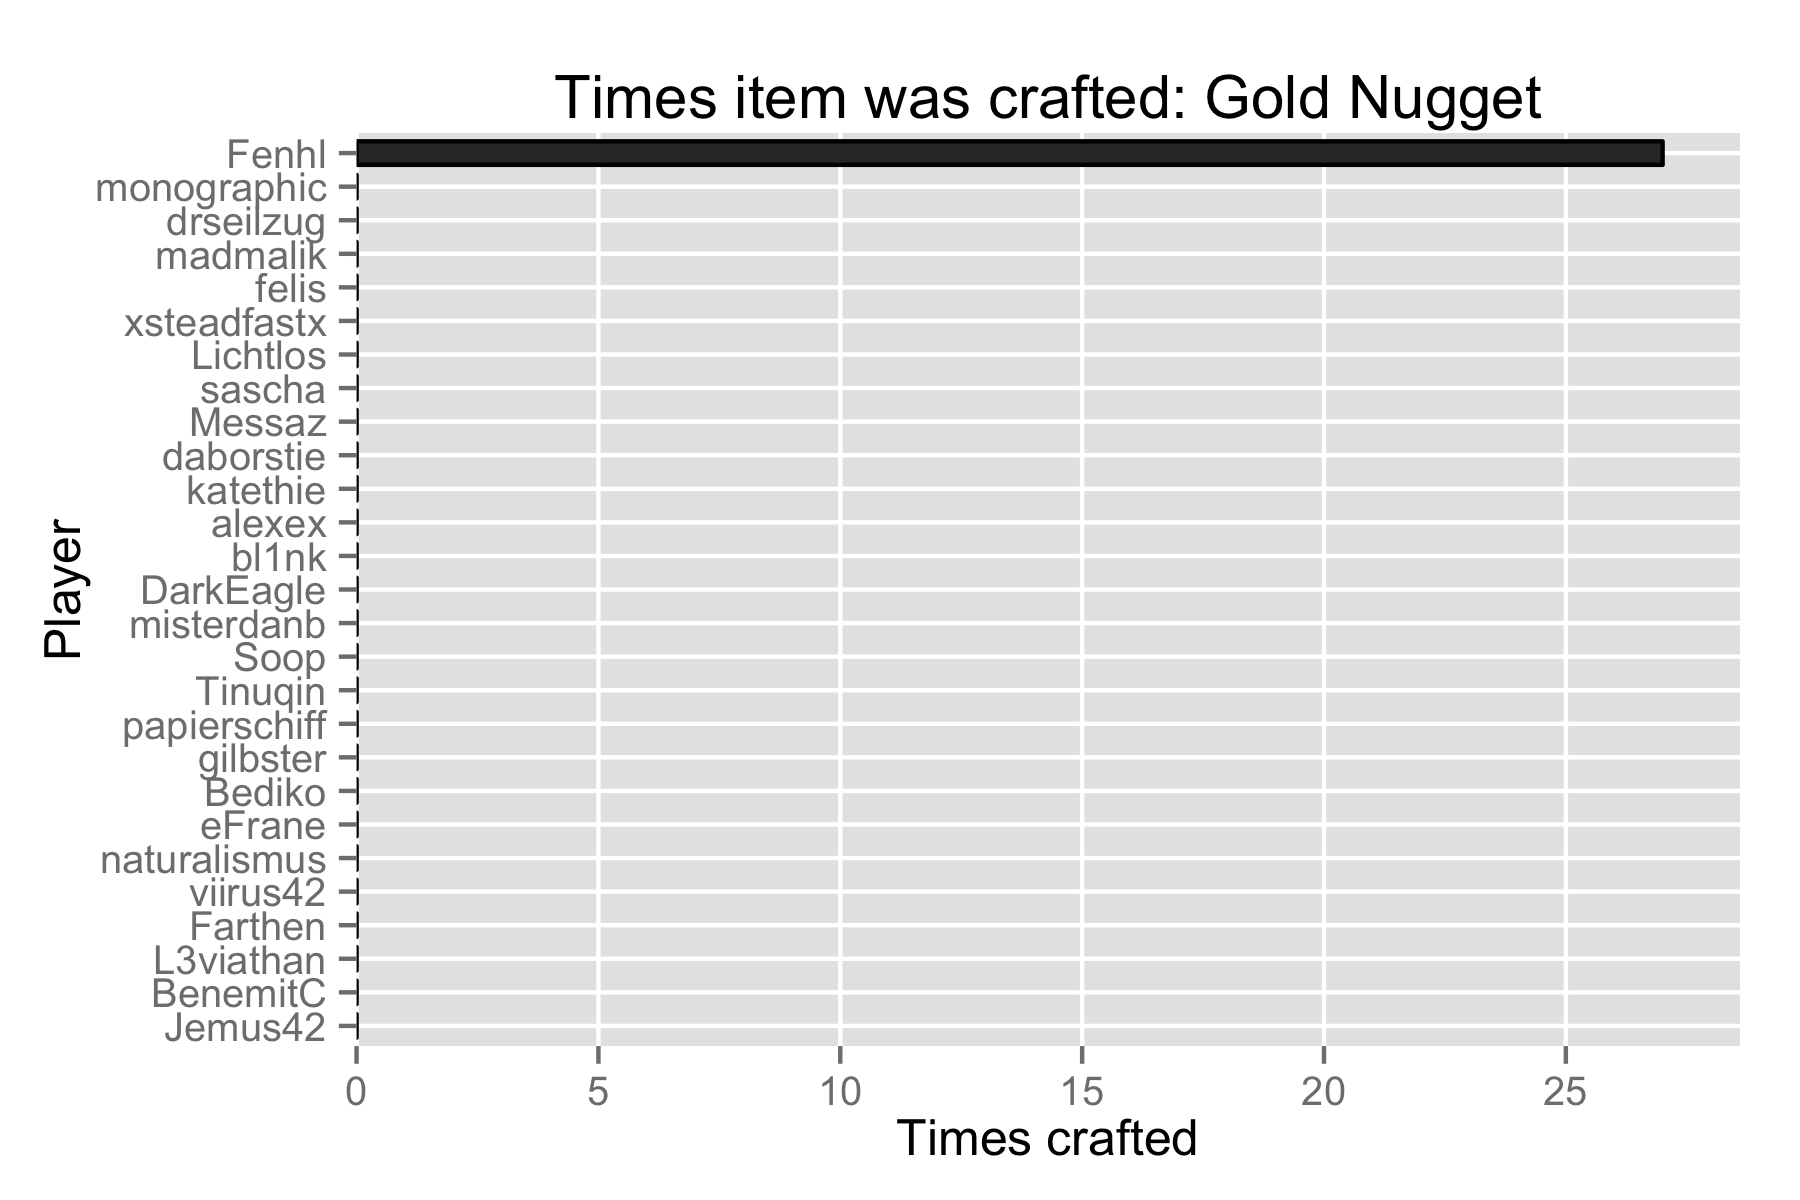 Times item was crafted: Gold Nugget
Player
Fenhl
monographic
drseilzug
madmalik
felis
xsteadfastx
Lichtlos
sascha
Messaz
daborstie
katethie
alexex
bl1nk
DarkEagle
misterdanb
Soop
Tinuqin
papierschiff
gilbster
Bediko
eFrane
naturalismus
viirus42
Farthen
L3viathan
BenemitC
Jemus42
0 5 10 15 20 25
Times crafted